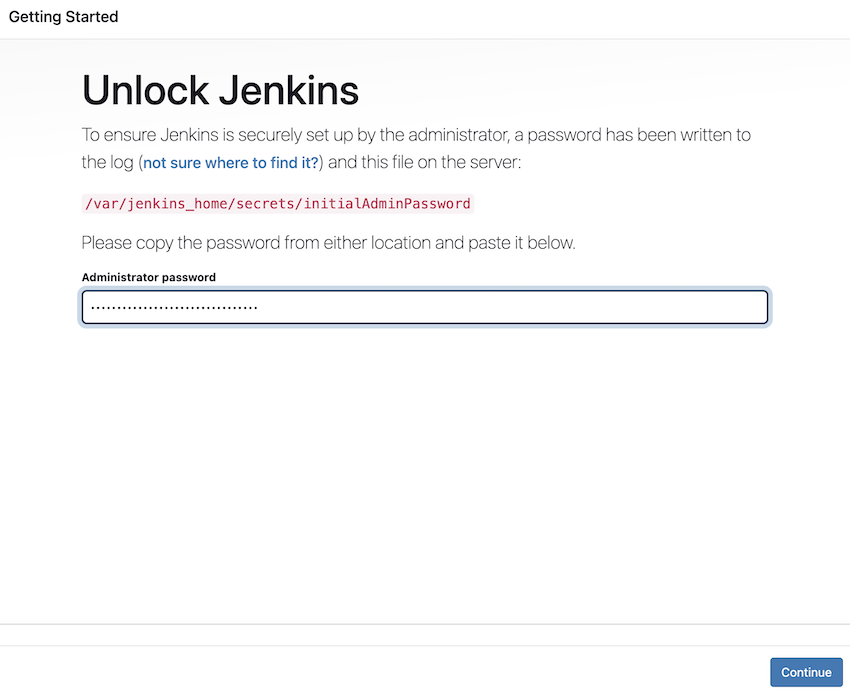 Getting Started
Unlock Jenkins
To ensure Jenkins is securely set up by the administrator, a password has been written to
the log (not sure where to find it?) and this file on the server:
/var/jenkins_home/secrets/initialAdminPassword
Please copy the password from either location and paste it below.
Administrator password
................................
Continue